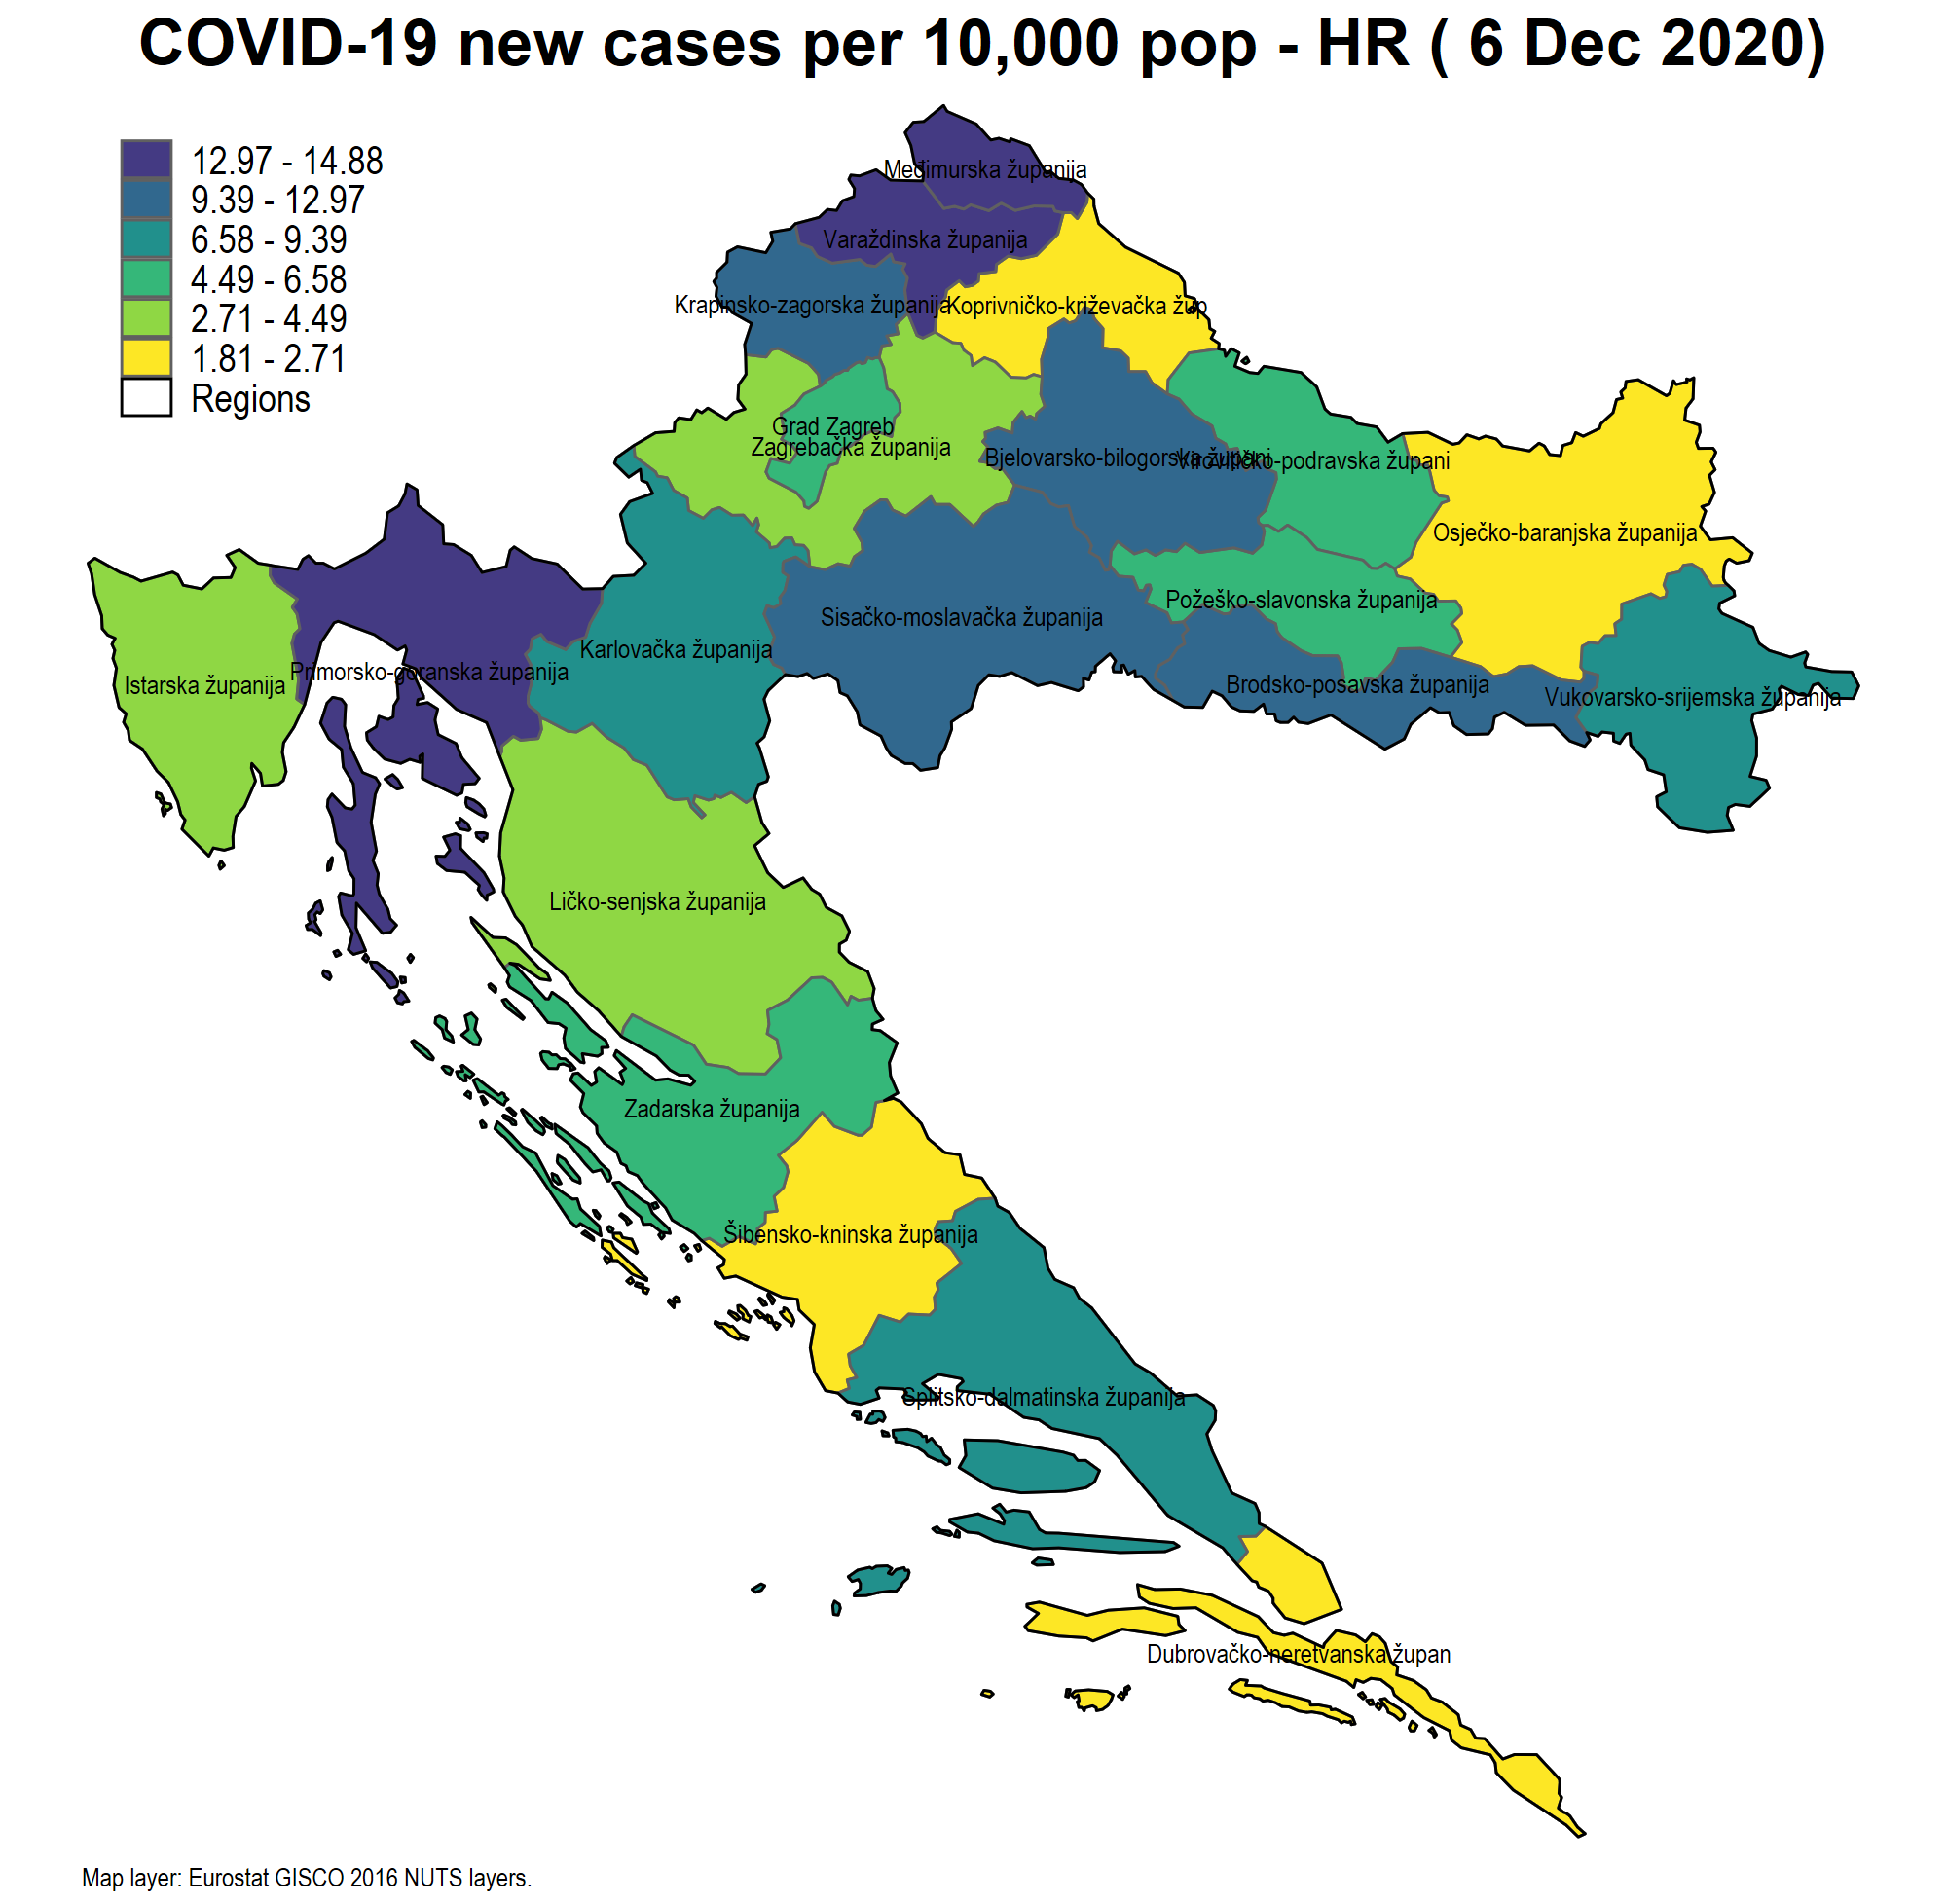 COVID-19 new cases per 10,000 pop - HR ( 6 Dec 2020)
12.97 - 14.88
9.39 - 12.97
6.58 - 9.39
4.49 - 6.58
2.71 - 4.49
1.81 - 2.71
Regions
Međimurska županija
Varaždinska županija
Krapinsko-zagorska županija
Koprivničko-križevačka žup
Grad Zagreb
Zagrebačka županija
Bjelovarsko-bilogorska župani
Virovitičko-podravska župani
Osječko-baranjska županija
Požeško-slavonska županija
Sisačko-moslavačka županija
Karlovačka županija
Primorsko-goranska županija
Istarska županija
Brodsko-posavska županija
Vukovarsko-srijemska županija
Ličko-senjska županija
Zadarska županija
Šibensko-kninska županija
Splitsko-dalmatinska županija
Dubrovačko-neretvanska župan
Map layer: Eurostat GISCO 2016 NUTS layers.